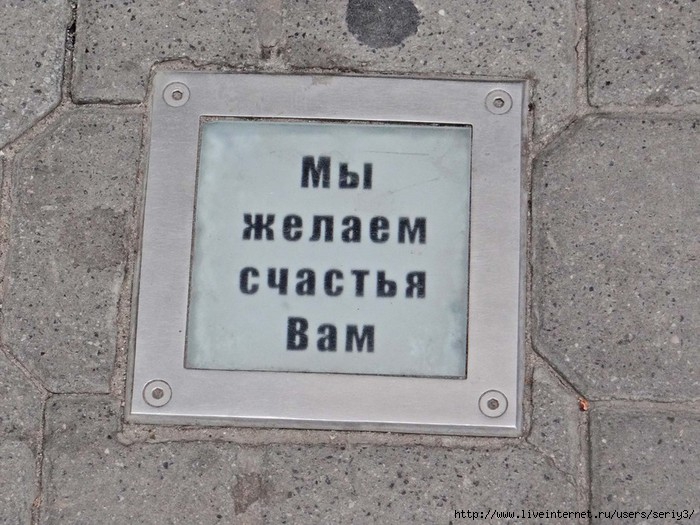 Мы
желаем
счастья
Вам
http://www.liveinternet.ru/users/seriy3/